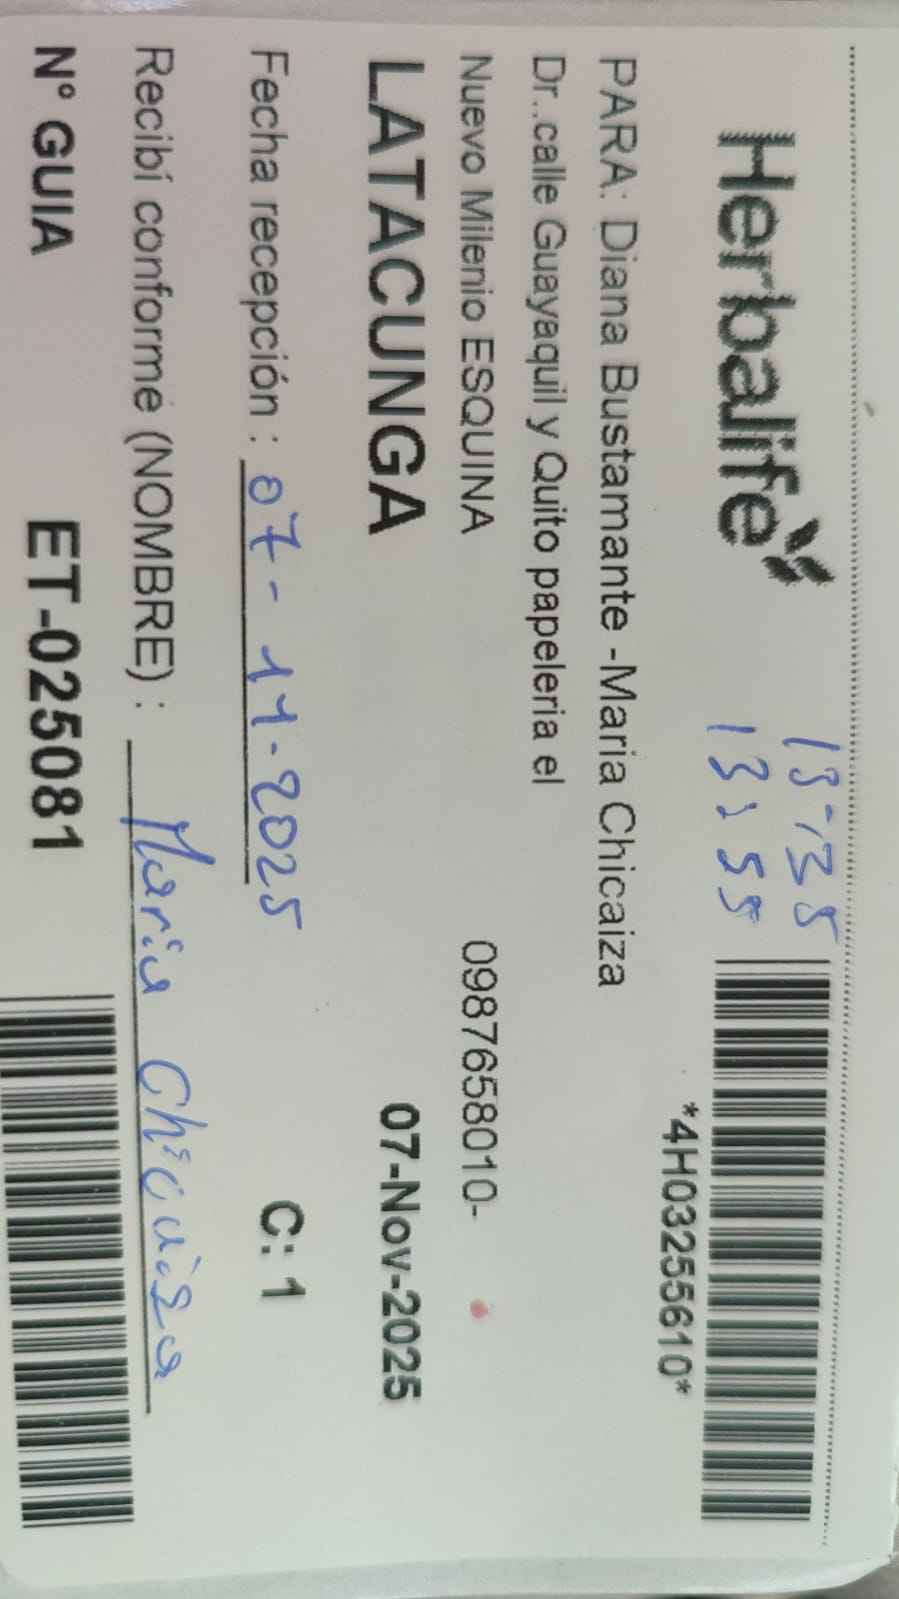 Herbalife
13-35
13:55
*4H03255610*
PARA: Diana Bustamante -Maria Chicaiza
Dr..calle Guayaquil y Quito papeleria el
Nuevo Milenio ESQUINA 0987658010-
LATACUNGA 07-Nov-2025
Fecha recepción : 07-11-2025 C: 1
Recibí conforme (NOMBRE) : Maria Chicaiza
N° GUIA ET-025081